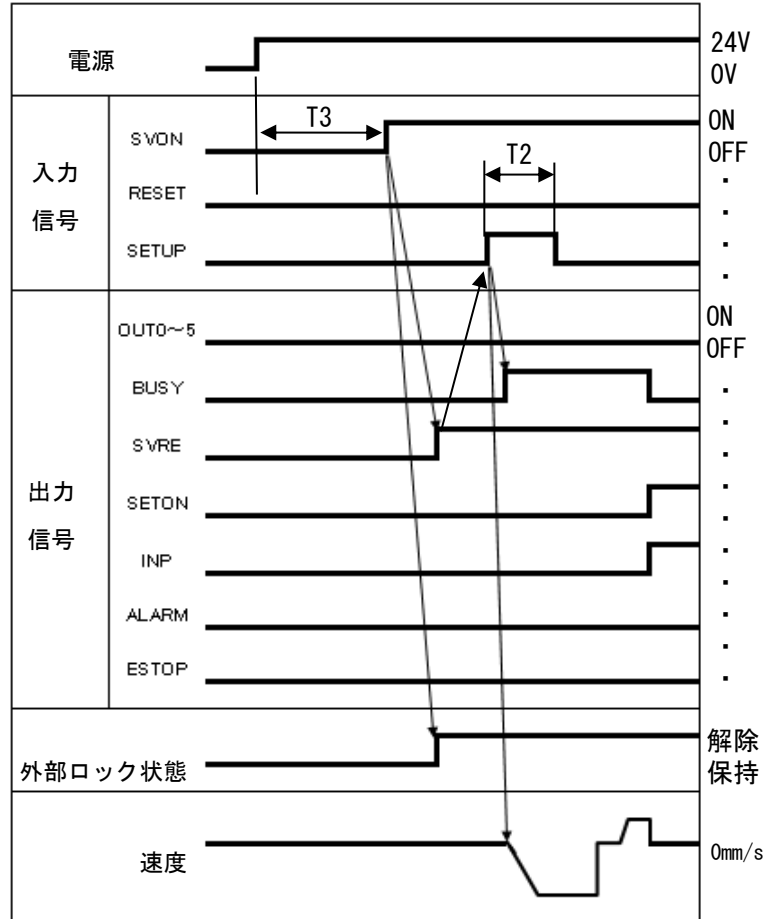 電源
24V
0V
入力
信号
SVON
T3
ON
OFF
RESET
T2
SETUP
出力
信号
OUT0～5
ON
OFF
BUSY
SVRE
SETON
INP
ALARM
ESTOP
外部ロック状態
解除
保持
速度
0mm/s